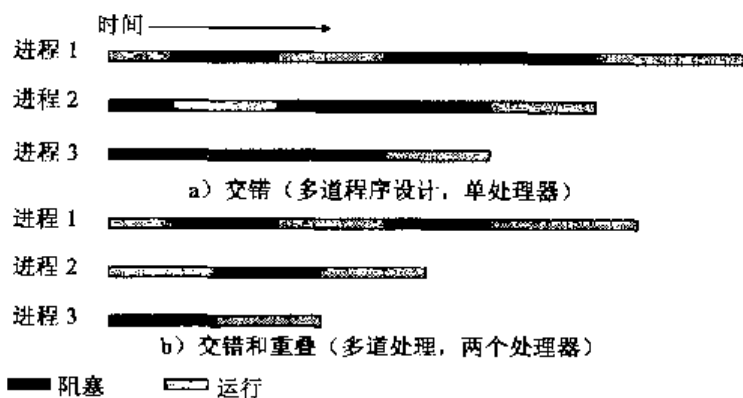 时间
进程 1
进程 2
进程 3
a）交错（多道程序设计，单处理器）
进程 1
进程 2
进程 3
b）交错和重叠（多道处理，两个处理器）
阻塞 运行